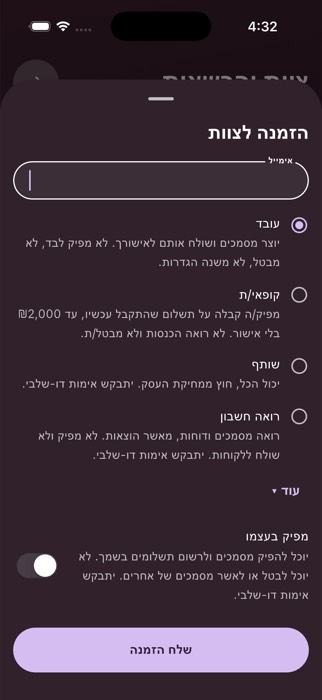 4:32
צוות והרשאות
הזמנה לצוות
אימייל
עובד
יוצר מסמכים ושולח אותם לאישורך. לא מפיק לבד, לא
מבטל, לא משנה הגדרות.
קופאי/ת
מפיק/ה קבלה על תשלום שהתקבל עכשיו, עד ₪2,000
בלי אישור. לא רואה הכנסות ולא מבטל/ת.
שותף
יכול הכל, חוץ ממחיקת העסק. יתבקש אימות דו-שלבי.
רואה חשבון
רואה מסמכים ודוחות, מאשר הוצאות. לא מפיק ולא
שולח ללקוחות. יתבקש אימות דו-שלבי.
עוד ▾
מפיק בעצמו
יוכל להפיק מסמכים ולרשום תשלומים בשמך. לא
יוכל לבטל או לאשר מסמכים של אחרים. יתבקש
אימות דו-שלבי.
שלח הזמנה